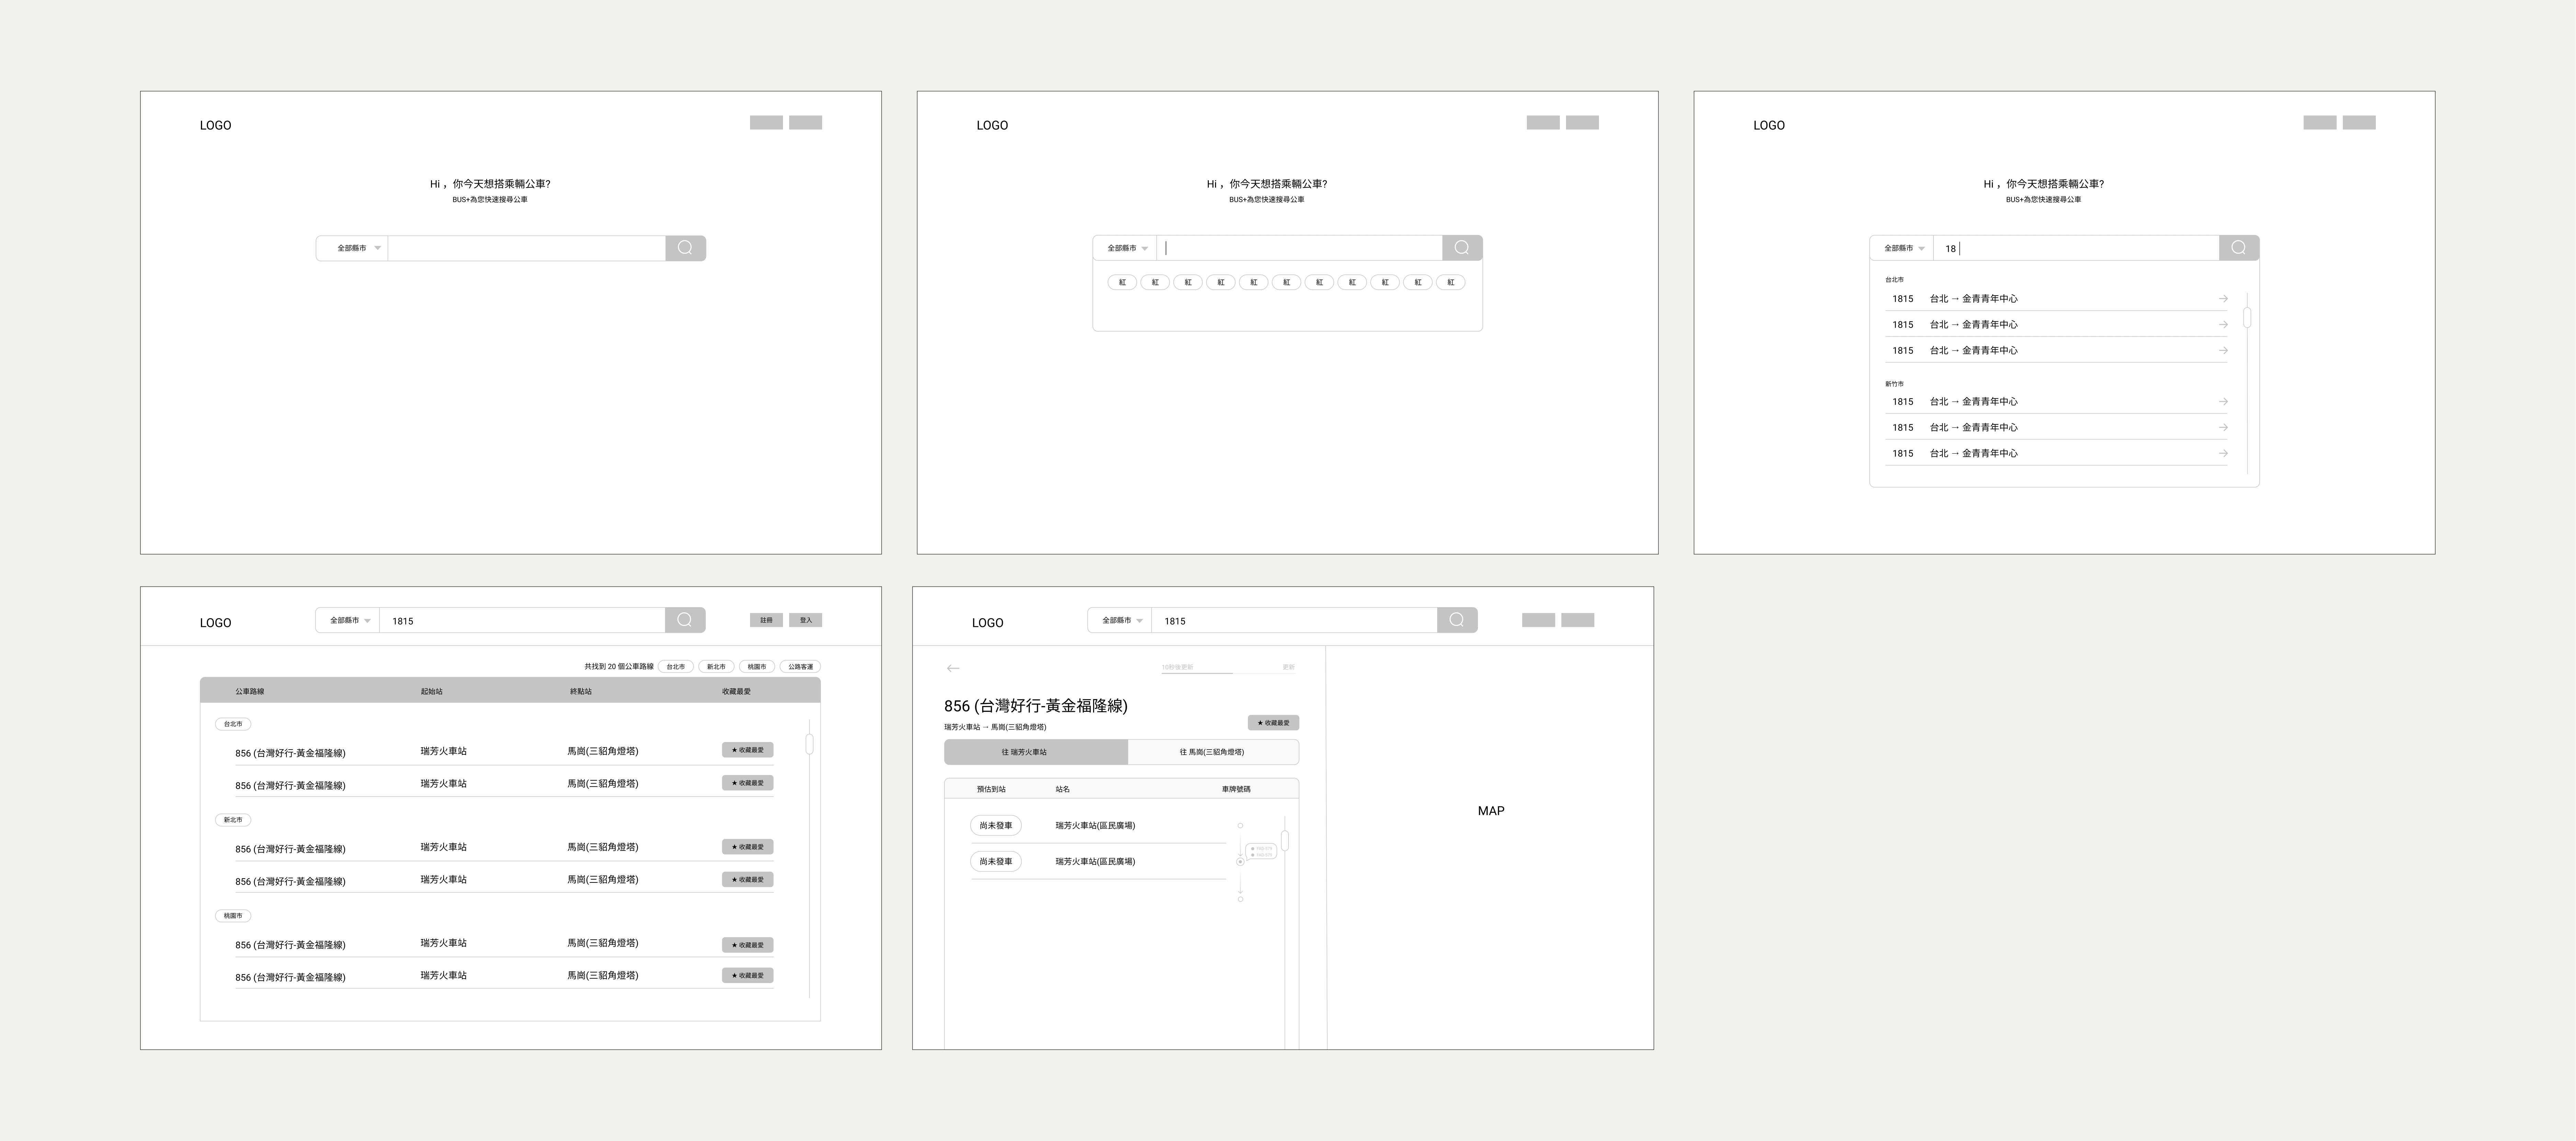 LOGO
Hi ，你今天想搭乘輛公車?
BUS+為您快速搜尋公車
全部縣市
LOGO
Hi ，你今天想搭乘輛公車?
BUS+為您快速搜尋公車
全部縣市
紅 紅 紅 紅 紅 紅 紅 紅 紅 紅 紅
LOGO
Hi ，你今天想搭乘輛公車?
BUS+為您快速搜尋公車
全部縣市 18
台北市
1815 台北 → 金青青年中心
1815 台北 → 金青青年中心
1815 台北 → 金青青年中心
新竹市
1815 台北 → 金青青年中心
1815 台北 → 金青青年中心
1815 台北 → 金青青年中心
LOGO 全部縣市 1815 註冊 登入
共找到 20 個公車路線 台北市 新北市 桃園市 公路客運
公車路線 起始站 終點站 收藏最愛
台北市
856 (台灣好行-黃金福隆線) 瑞芳火車站 馬崗(三貂角燈塔) ★ 收藏最愛
856 (台灣好行-黃金福隆線) 瑞芳火車站 馬崗(三貂角燈塔) ★ 收藏最愛
新北市
856 (台灣好行-黃金福隆線) 瑞芳火車站 馬崗(三貂角燈塔) ★ 收藏最愛
856 (台灣好行-黃金福隆線) 瑞芳火車站 馬崗(三貂角燈塔) ★ 收藏最愛
桃園市
856 (台灣好行-黃金福隆線) 瑞芳火車站 馬崗(三貂角燈塔) ★ 收藏最愛
856 (台灣好行-黃金福隆線) 瑞芳火車站 馬崗(三貂角燈塔) ★ 收藏最愛
LOGO 全部縣市 1815
10秒後更新 更新
856 (台灣好行-黃金福隆線)
瑞芳火車站 → 馬崗(三貂角燈塔) ★ 收藏最愛
往 瑞芳火車站 往 馬崗(三貂角燈塔)
預估到站 站名 車牌號碼
尚未發車 瑞芳火車站(區民廣場)
尚未發車 瑞芳火車站(區民廣場)
MAP